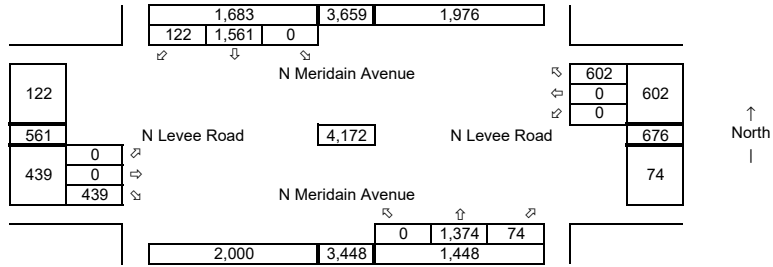 1,683 3,659 1,976
122 1,561 0
⬃ ⇩ ⬂
N Meridain Avenue
⬁ 602
122 ⇦ 0 602
⬃ 0
561 N Levee Road 4,172 N Levee Road 676
↑
North
|
0 ⬀
439 0 ⇨ 74
439 ⬂ N Meridain Avenue
⬁ ⇧ ⬀
0 1,374 74
2,000 3,448 1,448